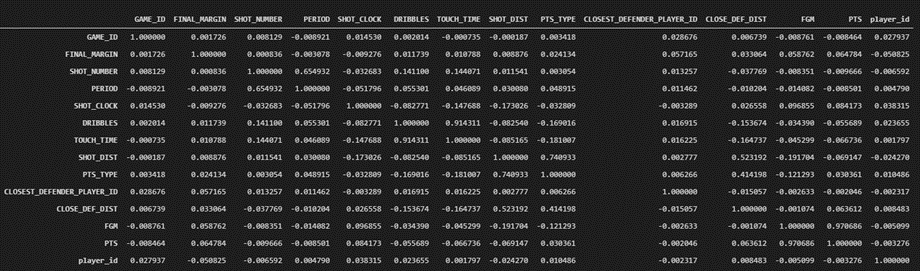 GAME_ID FINAL_MARGIN SHOT_NUMBER PERIOD SHOT_CLOCK DRIBBLES TOUCH_TIME SHOT_DIST PTS_TYPE CLOSEST_DEFENDER_PLAYER_ID CLOSE_DEF_DIST FGM PTS player_id
GAME_ID 1.000000 0.001726 0.008129 -0.008921 0.014530 0.002014 -0.000735 -0.000187 0.003418 0.028676 0.006739 -0.008761 -0.008464 0.027937
FINAL_MARGIN 0.001726 1.000000 0.000836 -0.003078 -0.009276 0.011739 0.010788 0.008876 0.024134 0.057165 0.033064 0.058762 0.064784 -0.050825
SHOT_NUMBER 0.008129 0.000836 1.000000 0.654932 -0.032683 0.141100 0.144071 0.011541 0.003054 0.013257 -0.037769 -0.008351 -0.009666 -0.006592
PERIOD -0.008921 -0.003078 0.654932 1.000000 -0.051796 0.055301 0.046089 0.030080 0.048915 0.011462 -0.010204 -0.014082 -0.008501 0.004790
SHOT_CLOCK 0.014530 -0.009276 -0.032683 -0.051796 1.000000 -0.082771 -0.147688 -0.173026 -0.032809 -0.003289 0.026558 0.096855 0.084173 0.038315
DRIBBLES 0.002014 0.011739 0.141100 0.055301 -0.082771 1.000000 0.914311 -0.082540 -0.169016 0.016915 -0.153674 -0.034390 -0.055689 0.023655
TOUCH_TIME -0.000735 0.010788 0.144071 0.046089 -0.147688 0.914311 1.000000 -0.085165 -0.181007 0.016225 -0.164737 -0.045299 -0.066736 0.001797
SHOT_DIST -0.000187 0.008876 0.011541 0.030080 -0.173026 -0.082540 -0.085165 1.000000 0.740933 0.002777 0.523192 -0.191704 -0.069147 -0.024270
PTS_TYPE 0.003418 0.024134 0.003054 0.048915 -0.032809 -0.169016 -0.181007 0.740933 1.000000 0.006266 0.414198 -0.121293 0.030361 0.010486
CLOSEST_DEFENDER_PLAYER_ID 0.028676 0.057165 0.013257 0.011462 -0.003289 0.016915 0.016225 0.002777 0.006266 1.000000 -0.015057 -0.002633 -0.002046 -0.002317
CLOSE_DEF_DIST 0.006739 0.033064 -0.037769 -0.010204 0.026558 -0.153674 -0.164737 0.523192 0.414198 -0.015057 1.000000 -0.001074 0.063612 0.008483
FGM -0.008761 0.058762 -0.008351 -0.014082 0.096855 -0.034390 -0.045299 -0.191704 -0.121293 -0.002633 -0.001074 1.000000 0.970686 -0.005099
PTS -0.008464 0.064784 -0.009666 -0.008501 0.084173 -0.055689 -0.066736 -0.069147 0.030361 -0.002046 0.063612 0.970686 1.000000 -0.003276
player_id 0.027937 -0.050825 -0.006592 0.004790 0.038315 0.023655 0.001797 -0.024270 0.010486 -0.002317 0.008483 -0.005099 -0.003276 1.000000